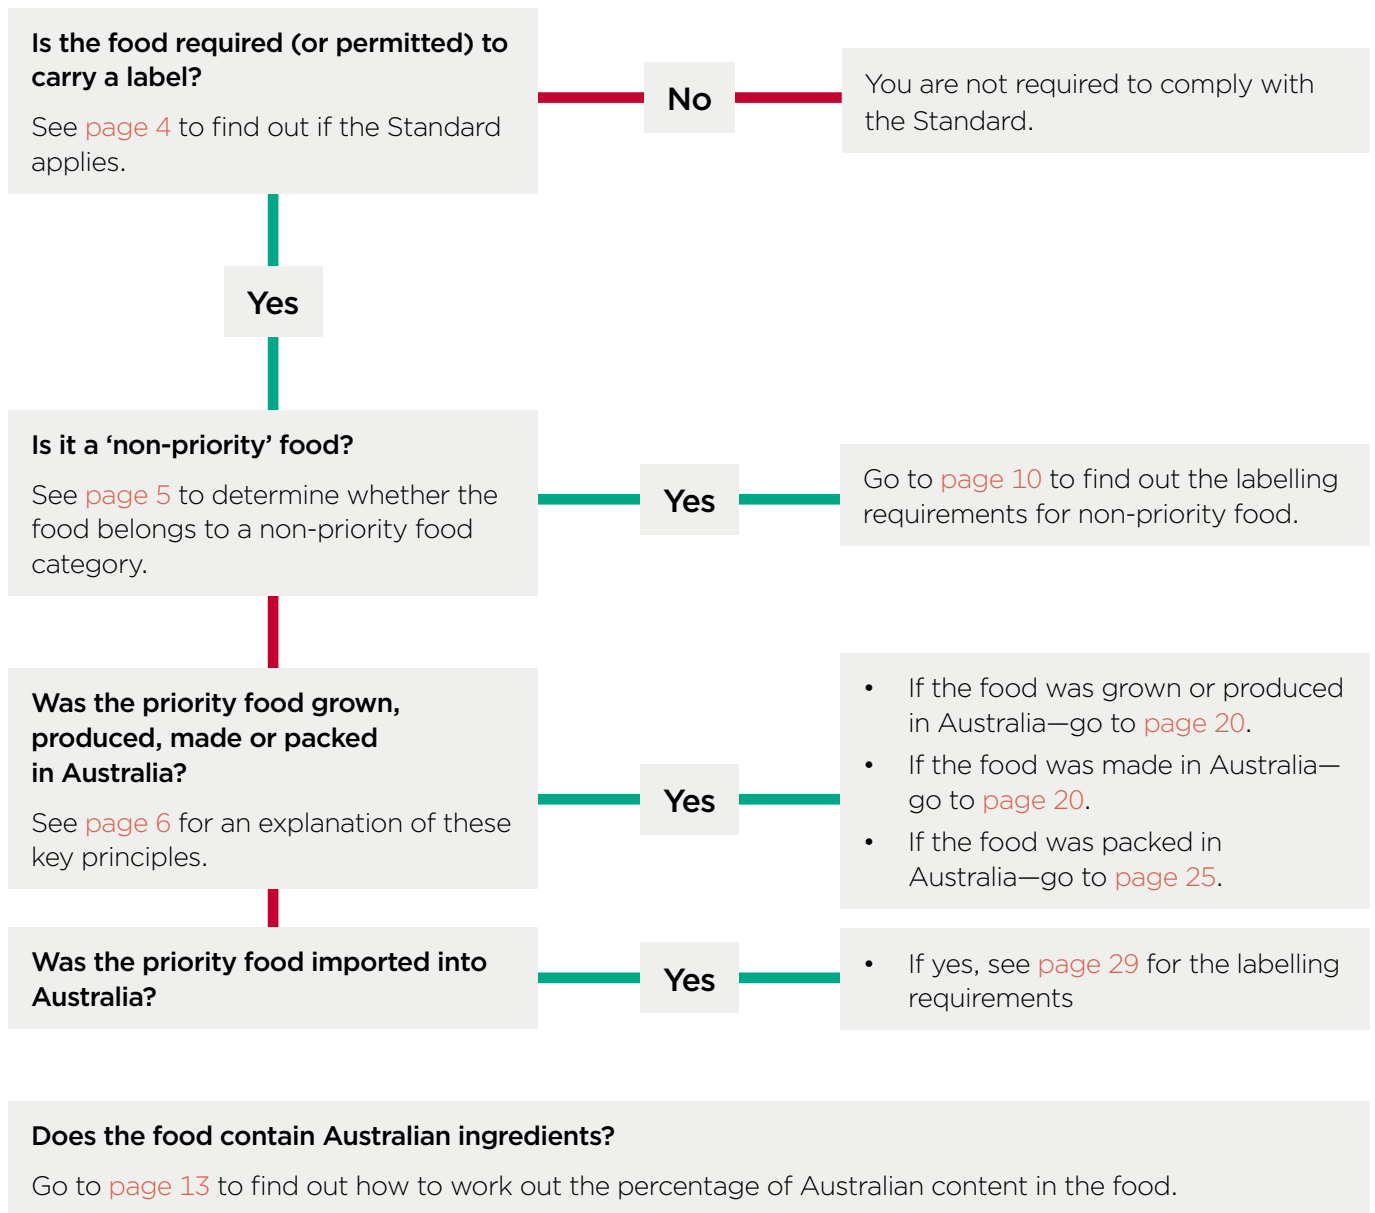 Is the food required (or permitted) to
carry a label?
See page 4 to find out if the Standard
applies.
No
You are not required to comply with
the Standard.
Yes
Is it a ‘non-priority’ food?
See page 5 to determine whether the
food belongs to a non-priority food
category.
Yes
Go to page 10 to find out the labelling
requirements for non-priority food.
Was the priority food grown,
produced, made or packed
in Australia?
See page 6 for an explanation of these
key principles.
Yes
• If the food was grown or produced
in Australia—go to page 20.
• If the food was made in Australia—
go to page 20.
• If the food was packed in
Australia—go to page 25.
Was the priority food imported into
Australia?
Yes
• If yes, see page 29 for the labelling
requirements
Does the food contain Australian ingredients?
Go to page 13 to find out how to work out the percentage of Australian content in the food.